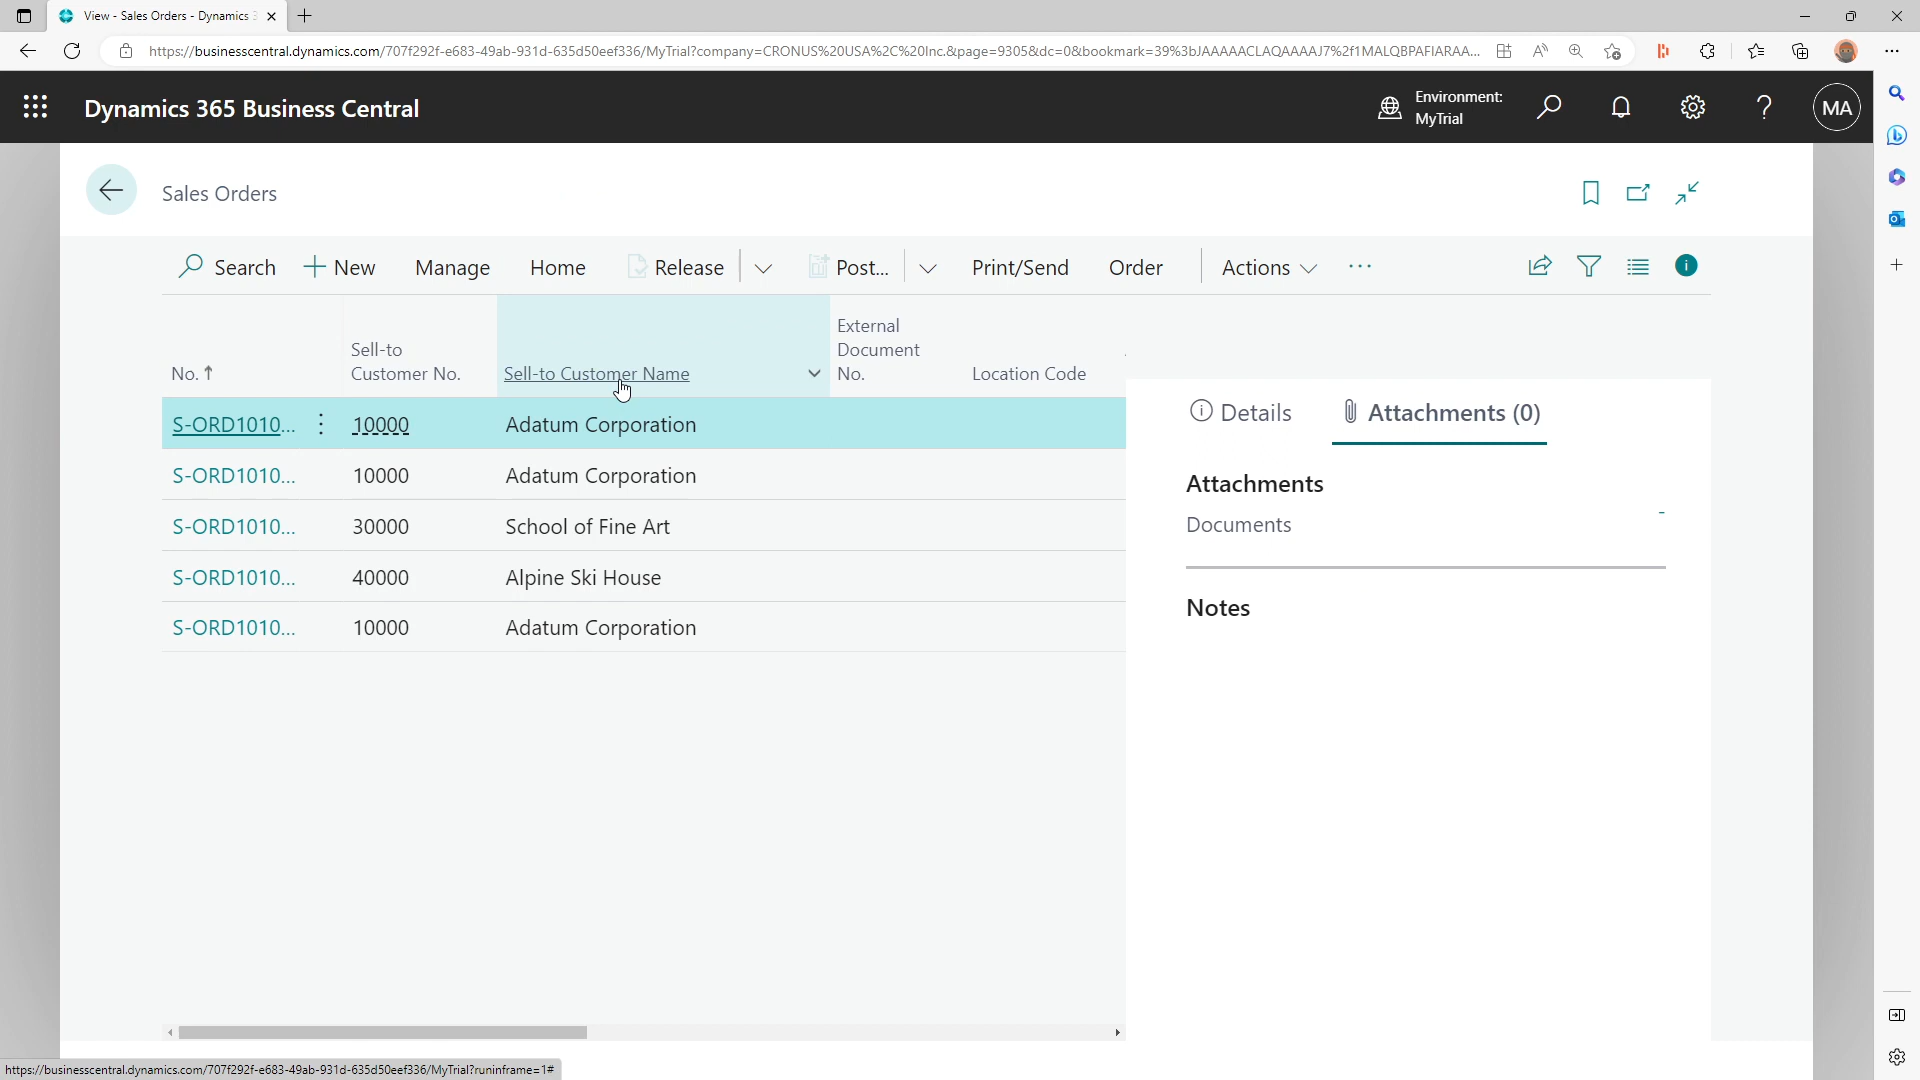 View - Sales Orders - Dynamics 3
https://businesscentral.dynamics.com/707f292f-e683-49ab-931d-635d50eef336/MyTrial?company=CRONUS%20USA%2C%20Inc.&page=9305&dc=0&bookmark=39%3bJAAAAACLAQAAAAJ7%2f1MALQBPAFIARAA...
Dynamics 365 Business Central
Environment:
MyTrial
MA
Sales Orders
Search
New
Manage
Home
Release
Post...
Print/Send
Order
Actions
No. ↑
Sell-to
Customer No.
Sell-to Customer Name
External
Document
No.
Location Code
S-ORD1010... 10000 Adatum Corporation
S-ORD1010... 10000 Adatum Corporation
S-ORD1010... 30000 School of Fine Art
S-ORD1010... 40000 Alpine Ski House
S-ORD1010... 10000 Adatum Corporation
Details
Attachments (0)
Attachments
Documents -
Notes
https://businesscentral.dynamics.com/707f292f-e683-49ab-931d-635d50eef336/MyTrial?runinframe=1#